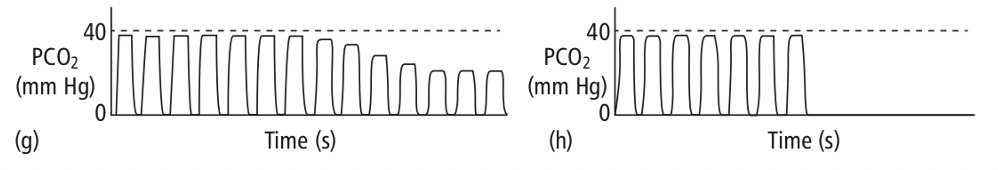 40
PCO2
(mm Hg)
0
(g)
Time (s)
40
PCO2
(mm Hg)
0
(h)
Time (s)